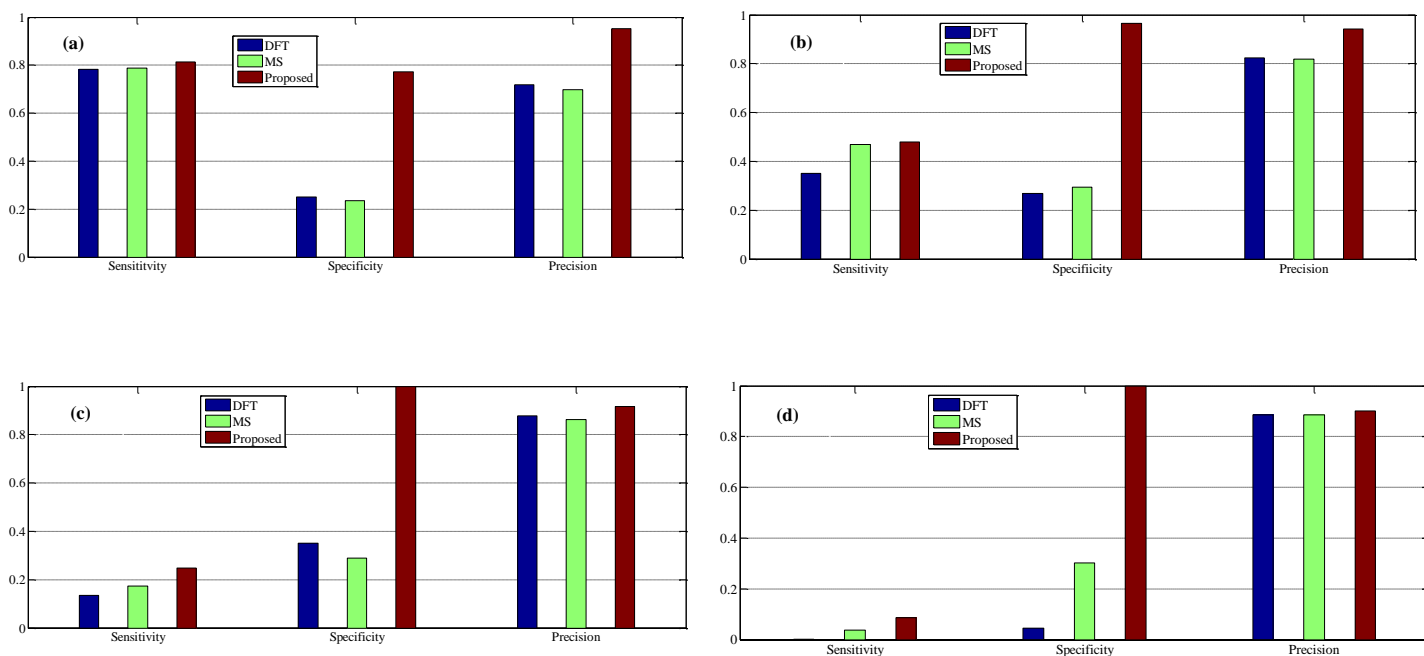 (a)
DFT
MS
Proposed
1
0.8
0.6
0.4
0.2
0
Sensititvity Specificity Precision
(b)
DFT
MS
Proposed
1
0.8
0.6
0.4
0.2
0
Sensitivity Specifiicity Precision
(c)
DFT
MS
Proposed
1
0.8
0.6
0.4
0.2
0
Sensitivity Specificity Precision
(d)
DFT
MS
Proposed
1
0.8
0.6
0.4
0.2
0
Sensitivity Specificity Precision